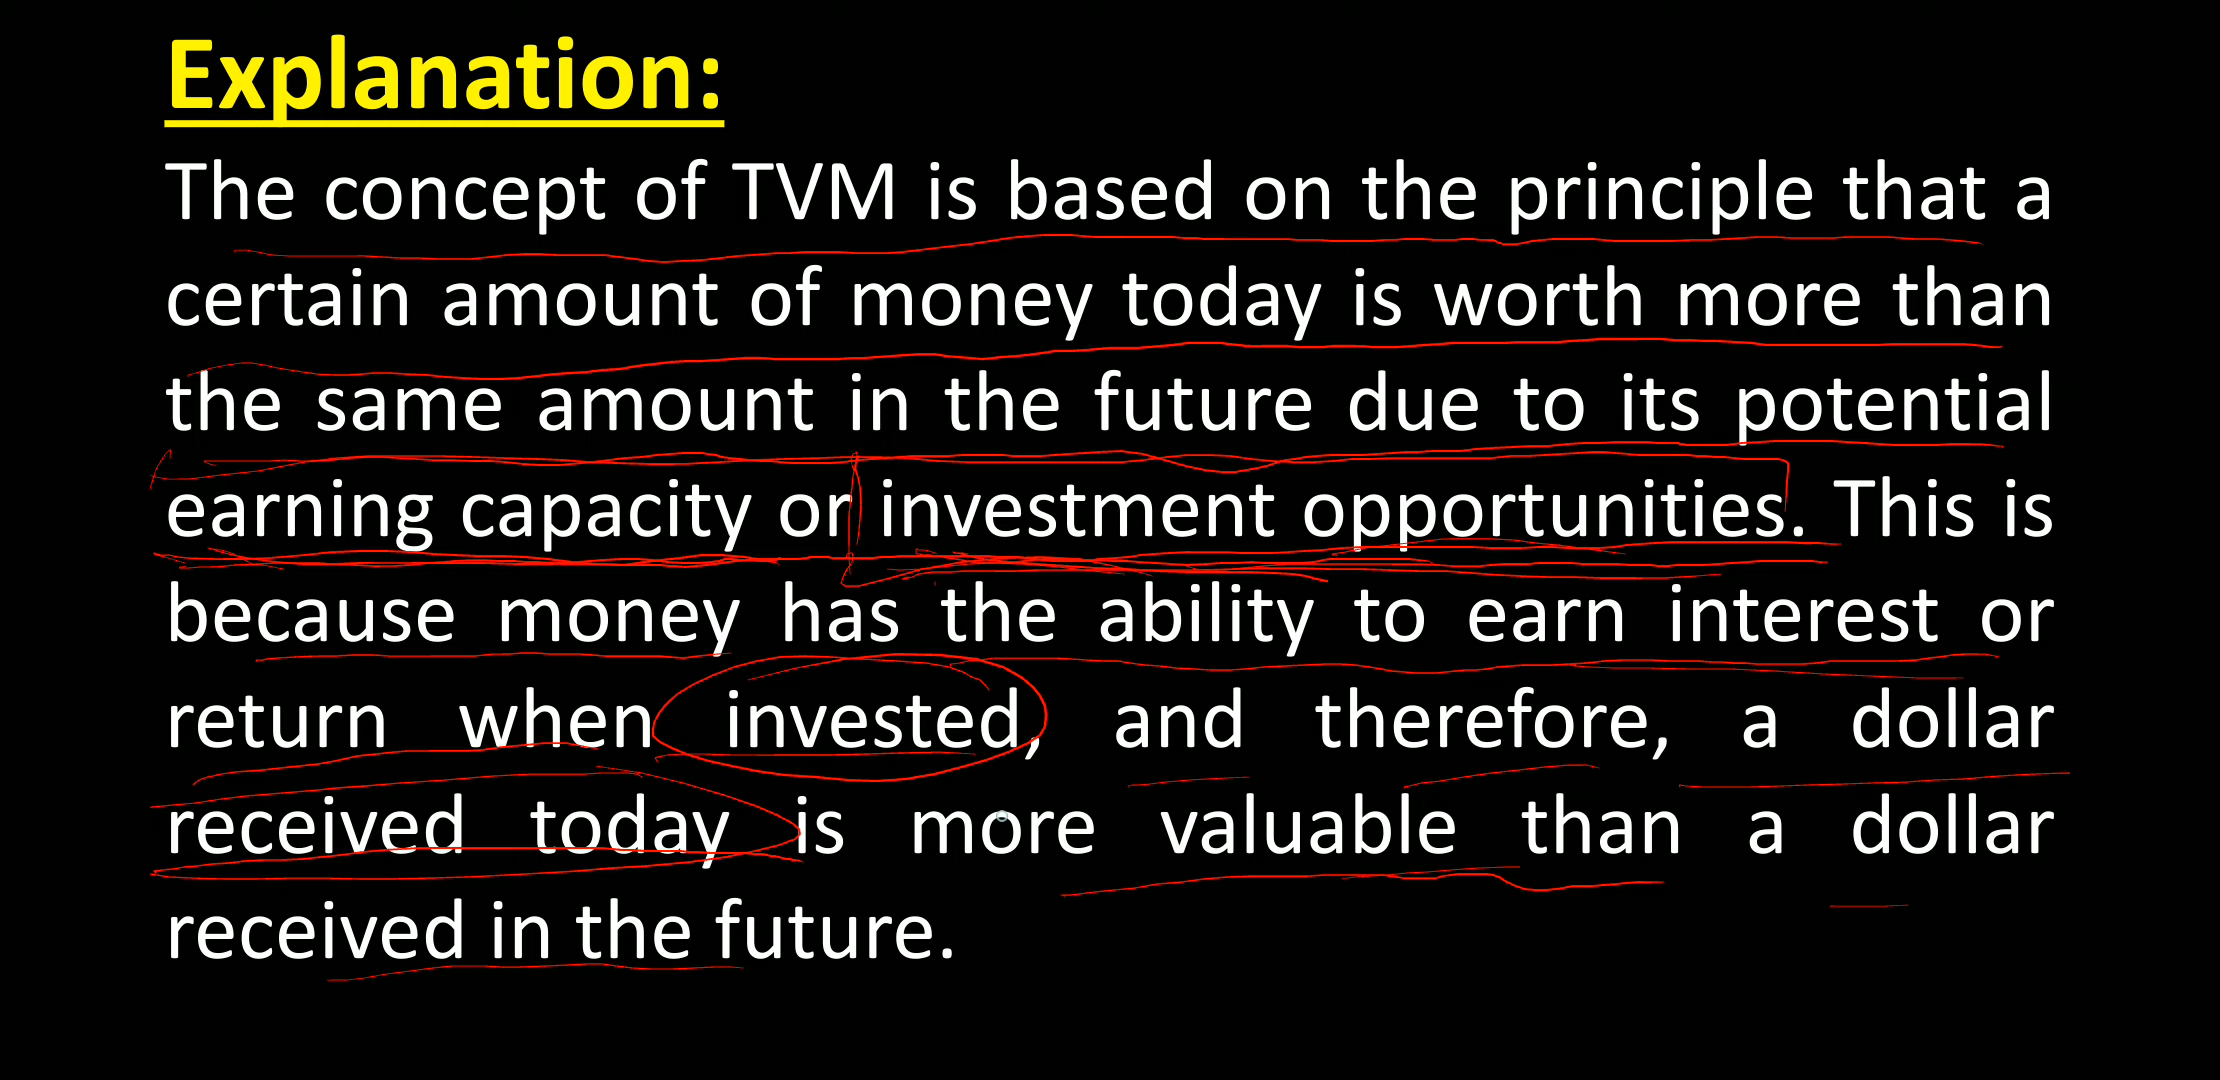 Explanation:
The concept of TVM is based on the principle that a
certain amount of money today is worth more than
the same amount in the future due to its potential
earning capacity or investment opportunities. This is
because money has the ability to earn interest or
return when invested, and therefore, a dollar
received today is more valuable than a dollar
received in the future.